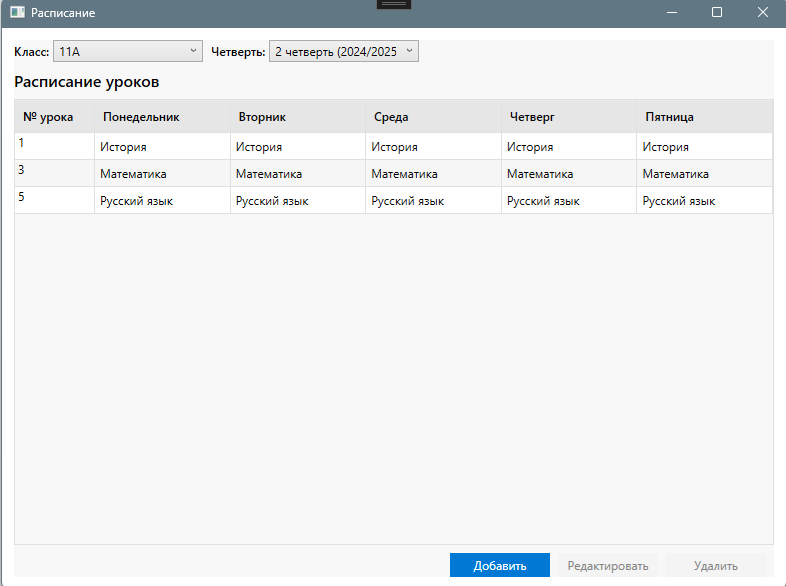 Расписание
Класс: 11А Четверть: 2 четверть (2024/2025
Расписание уроков
№ урока Понедельник Вторник Среда Четверг Пятница
1 История История История История История
3 Математика Математика Математика Математика Математика
5 Русский язык Русский язык Русский язык Русский язык Русский язык
Добавить Редактировать Удалить